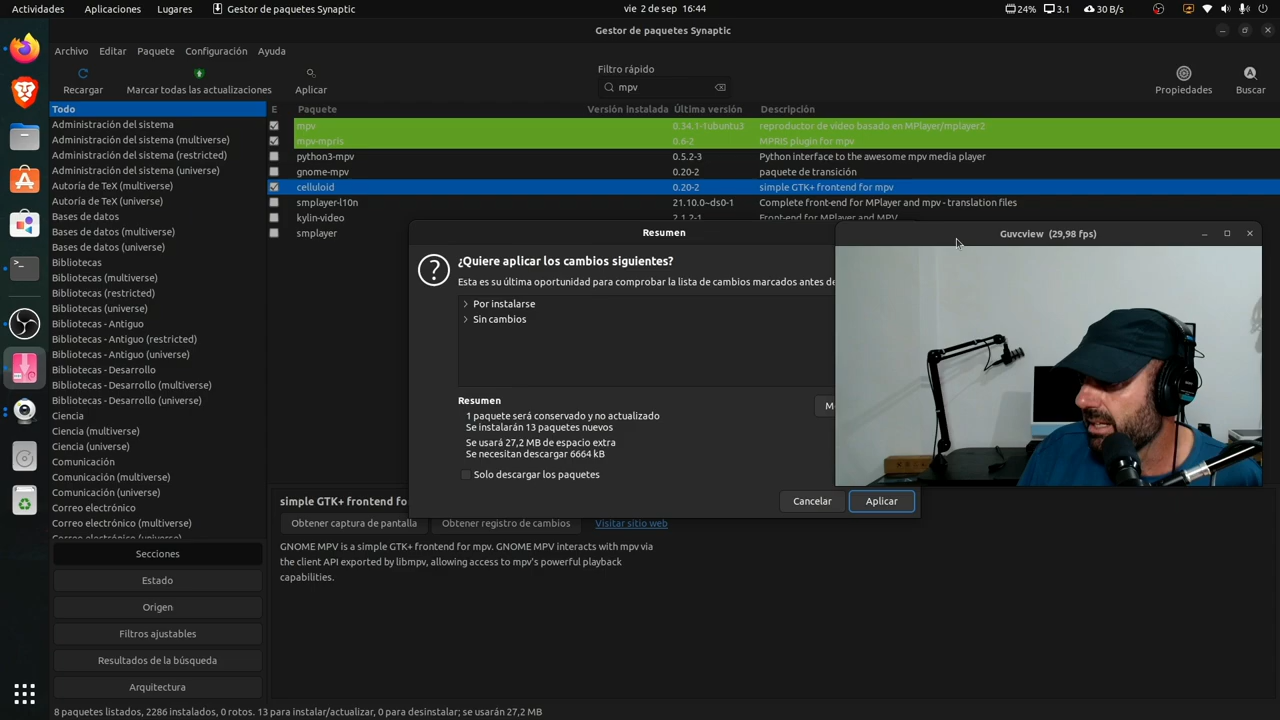 Actividades Aplicaciones Lugares Gestor de paquetes Synaptic vie 2 de sep 16:44 24% 3.1 30 B/s
Gestor de paquetes Synaptic
Archivo Editar Paquete Configuración Ayuda
Filtro rápido
Recargar Marcar todas las actualizaciones Aplicar mpv Propiedades Buscar
Todo
Administración del sistema
Administración del sistema (multiverse)
Administración del sistema (restricted)
Administración del sistema (universe)
Autoría de TeX (multiverse)
Autoría de TeX (universe)
Bases de datos
Bases de datos (multiverse)
Bases de datos (universe)
Bibliotecas
Bibliotecas (multiverse)
Bibliotecas (restricted)
Bibliotecas (universe)
Bibliotecas - Antiguo
Bibliotecas - Antiguo (restricted)
Bibliotecas - Antiguo (universe)
Bibliotecas - Desarrollo
Bibliotecas - Desarrollo (multiverse)
Bibliotecas - Desarrollo (universe)
Ciencia
Ciencia (multiverse)
Ciencia (universe)
Comunicación
Comunicación (multiverse)
Comunicación (universe)
Correo electrónico
Correo electrónico (multiverse)
Correo electrónico (universe)
Secciones
Estado
Origen
Filtros ajustables
Resultados de la búsqueda
Arquitectura
E Paquete Versión instalada Última versión Descripción
mpv 0.34.1-1ubuntu3 reproductor de video basado en MPlayer/mplayer2
mpv-mpris 0.6-2 MPRIS plugin for mpv
python3-mpv 0.5.2-3 Python interface to the awesome mpv media player
gnome-mpv 0.20-2 paquete de transición
celluloid 0.20-2 simple GTK+ frontend for mpv
smplayer-l10n 21.10.0~ds0-1 Complete front-end for MPlayer and mpv - translation files
kylin-video 2.1.2-1 Front-end for MPlayer and MPV
smplayer
Resumen
¿Quiere aplicar los cambios siguientes?
Esta es su última oportunidad para comprobar la lista de cambios marcados antes de
Por instalarse
Sin cambios
Resumen
1 paquete será conservado y no actualizado
Se instalarán 13 paquetes nuevos
Se usará 27,2 MB de espacio extra
Se necesitan descargar 6664 kB
Solo descargar los paquetes
Cancelar Aplicar
Guvcview (29,98 fps)
simple GTK+ frontend fo
Obtener captura de pantalla Obtener registro de cambios Visitar sitio web
GNOME MPV is a simple GTK+ frontend for mpv. GNOME MPV interacts with mpv via
the client API exported by libmpv, allowing access to mpv's powerful playback
capabilities.
8 paquetes listados, 2286 instalados, 0 rotos. 13 para instalar/actualizar, 0 para desinstalar; se usarán 27,2 MB